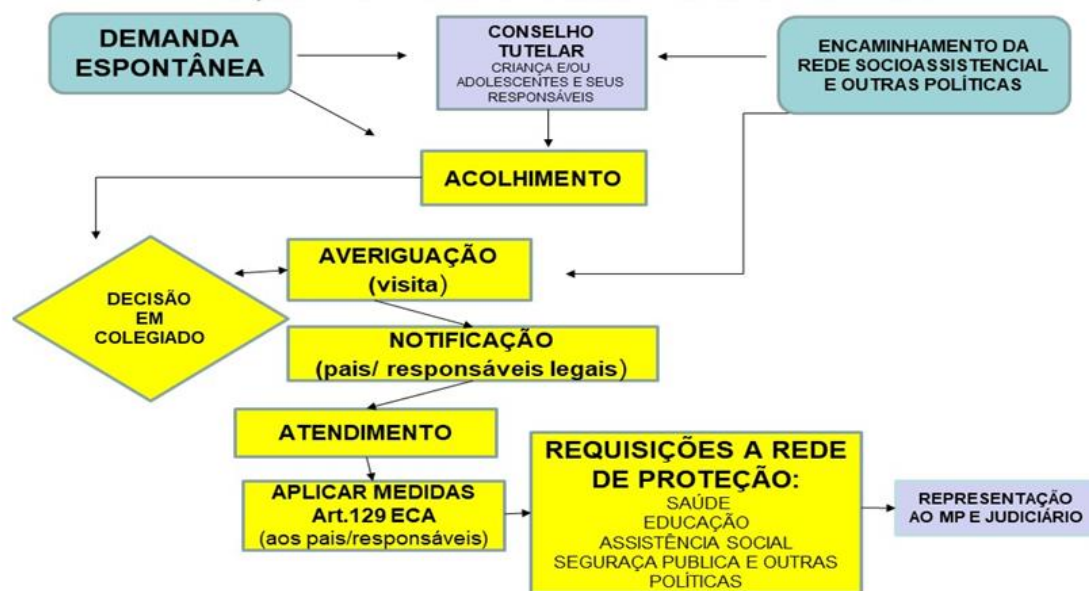 DEMANDA
ESPONTÂNEA
CONSELHO
TUTELAR
CRIANÇA E/OU
ADOLESCENTES E SEUS
RESPONSÁVEIS
ENCAMINHAMENTO DA
REDE SOCIOASSISTENCIAL
E OUTRAS POLÍTICAS
ACOLHIMENTO
AVERIGUAÇÃO
(visita)
DECISÃO
EM
COLEGIADO
NOTIFICAÇÃO
(pais/ responsáveis legais)
ATENDIMENTO
APLICAR MEDIDAS
Art.129 ECA
(aos pais/responsáveis)
REQUISIÇÕES A REDE
DE PROTEÇÃO:
SAÚDE
EDUCAÇÃO
ASSISTÊNCIA SOCIAL
SEGURAÇA PUBLICA E OUTRAS
POLÍTICAS
REPRESENTAÇÃO
AO MP E JUDICIÁRIO